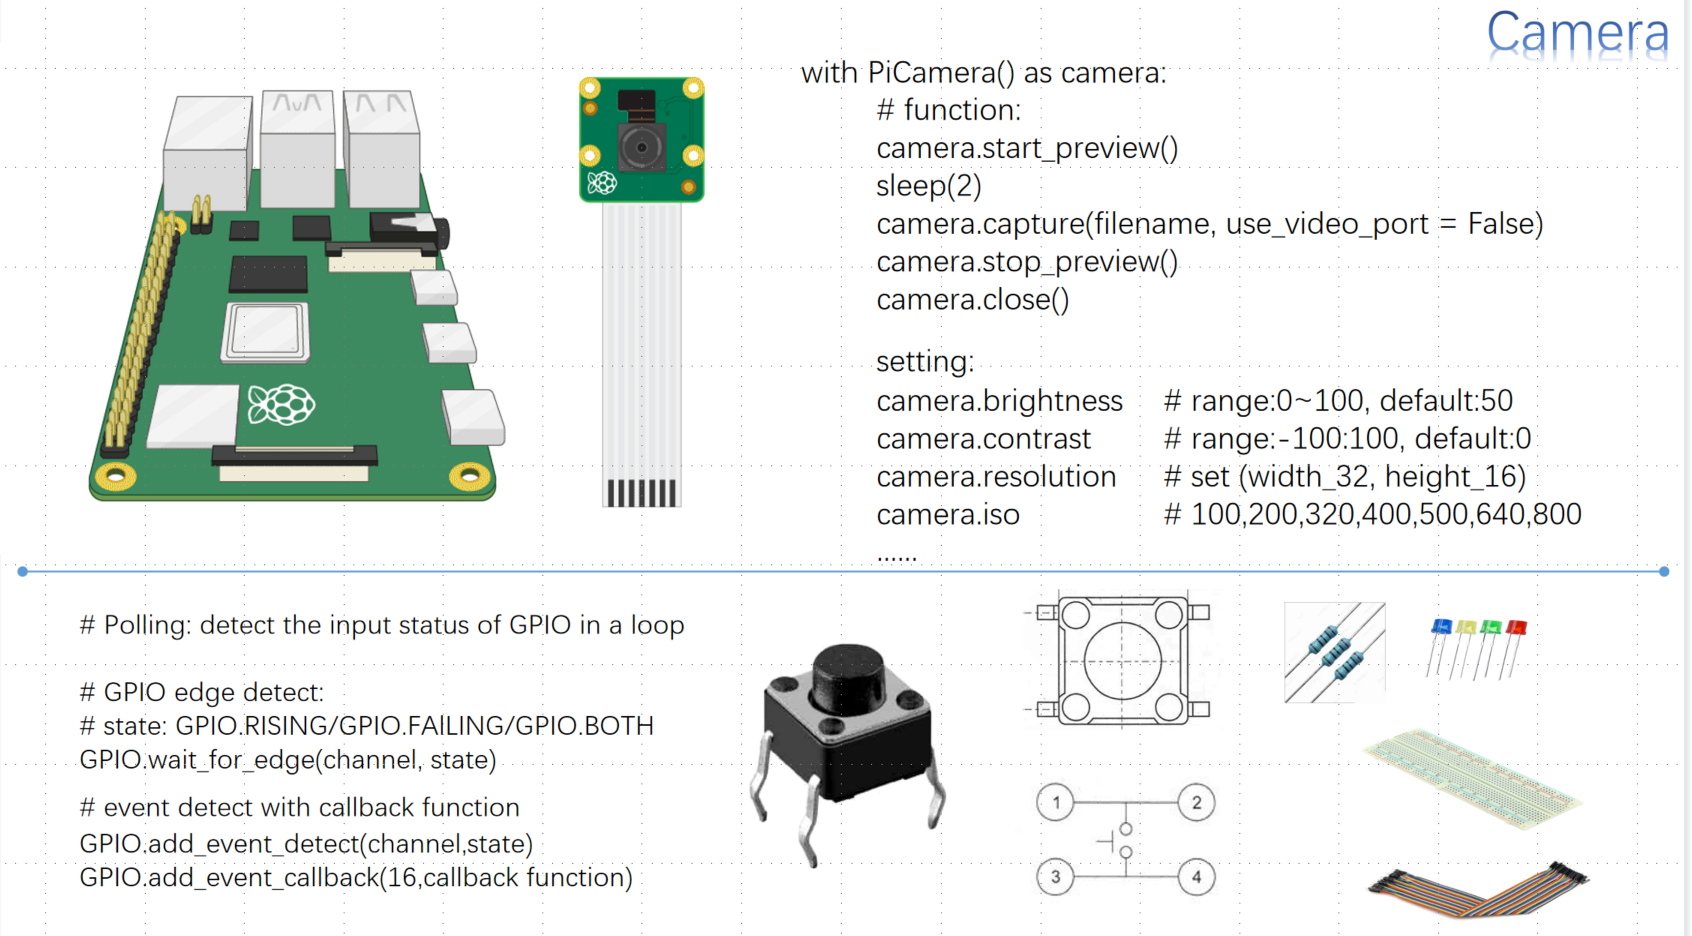 Camera
with PiCamera() as camera:
# function:
camera.start_preview()
sleep(2)
camera.capture(filename, use_video_port = False)
camera.stop_preview()
camera.close()
setting:
camera.brightness # range:0~100, default:50
camera.contrast # range:-100:100, default:0
camera.resolution # set (width_32, height_16)
camera.iso # 100,200,320,400,500,640,800
......
# Polling: detect the input status of GPIO in a loop
# GPIO edge detect:
# state: GPIO.RISING/GPIO.FAlLING/GPIO.BOTH
GPIO.wait_for_edge(channel, state)
# event detect with callback function
GPIO.add_event_detect(channel,state)
GPIO.add_event_callback(16,callback function)
1 2
3 4